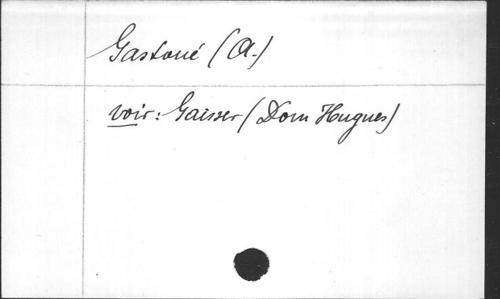 Gastoué (A.)
voir: Gaisser (Dom Hugues)